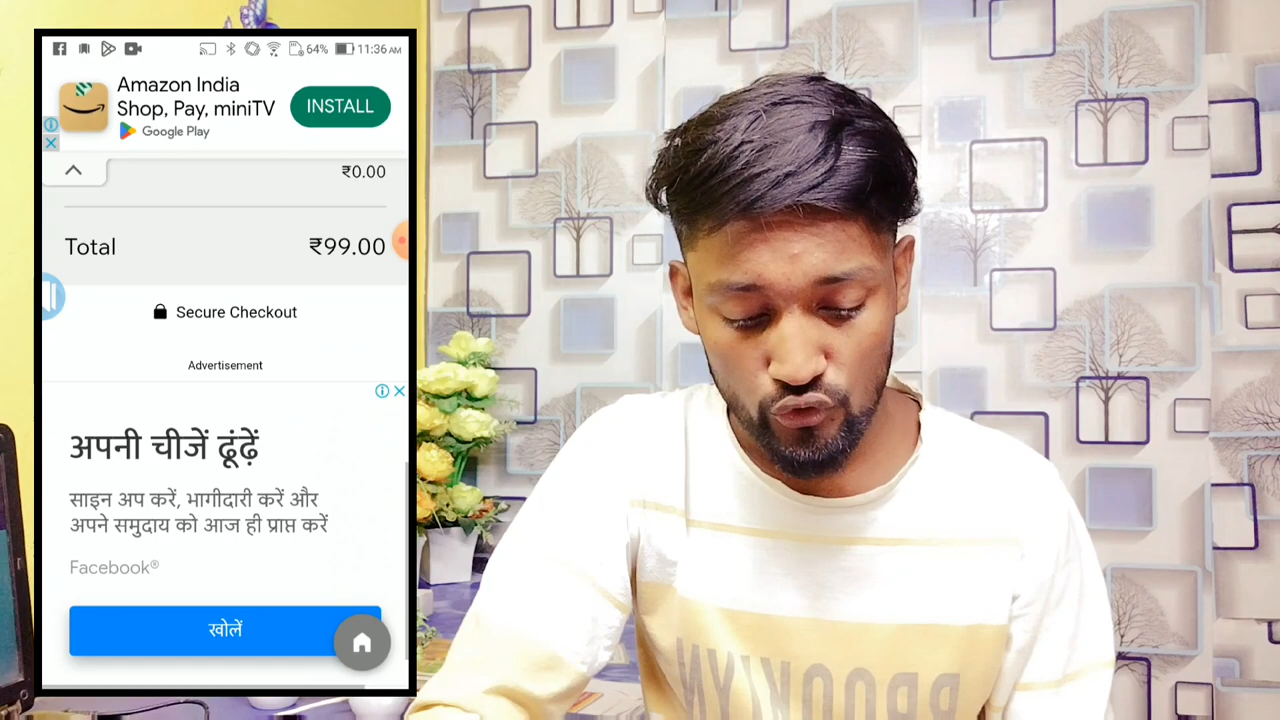 64% 11:36 AM
Amazon India
Shop, Pay, miniTV
INSTALL
Google Play
₹0.00
Total ₹99.00
Secure Checkout
Advertisement
अपनी चीजें ढूंढ़ें
साइन अप करें, भागीदारी करें और
अपने समुदाय को आज ही प्राप्त करें
Facebook®
खोलें
BROOKLYN